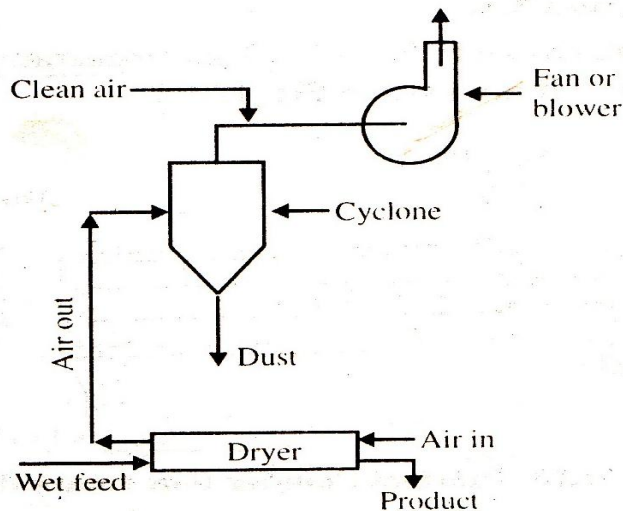 Clean air
Fan or
blower
Cyclone
Air out
Dust
Dryer
Air in
Wet feed
Product